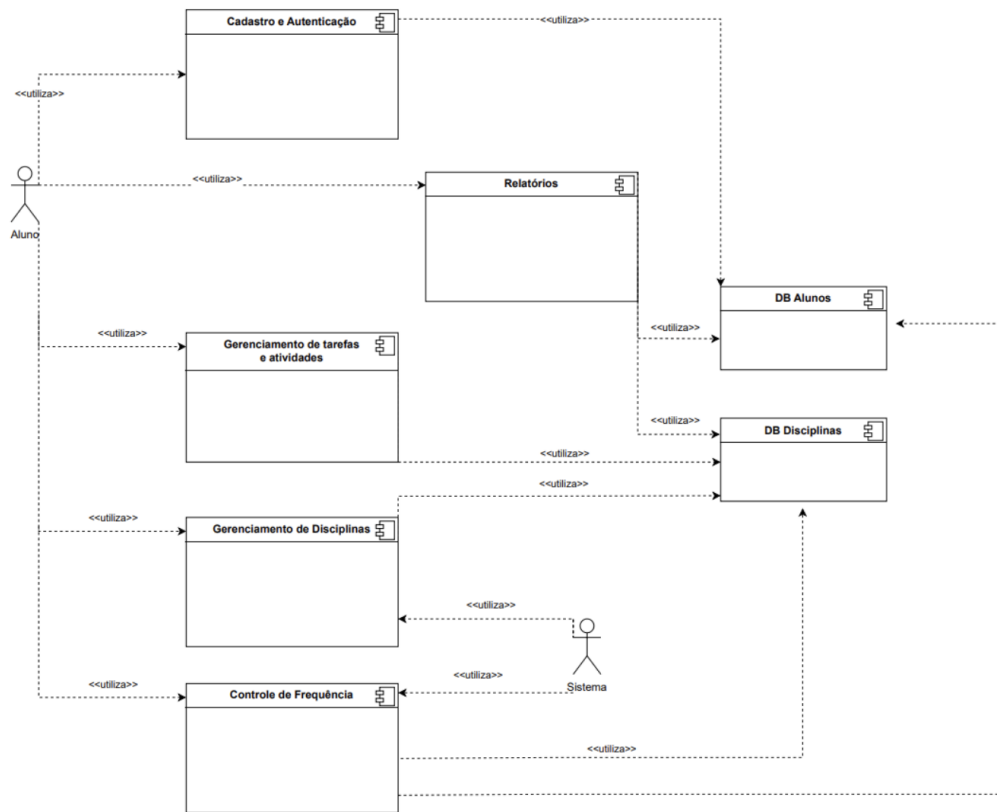 Cadastro e Autenticação
<<utiliza>>
<<utiliza>>
<<utiliza>>
Relatórios
Aluno
DB Alunos
<<utiliza>>
<<utiliza>>
Gerenciamento de tarefas
e atividades
<<utiliza>>
DB Disciplinas
<<utiliza>>
<<utiliza>>
<<utiliza>>
Gerenciamento de Disciplinas
<<utiliza>>
<<utiliza>>
Sistema
<<utiliza>>
Controle de Frequência
<<utiliza>>